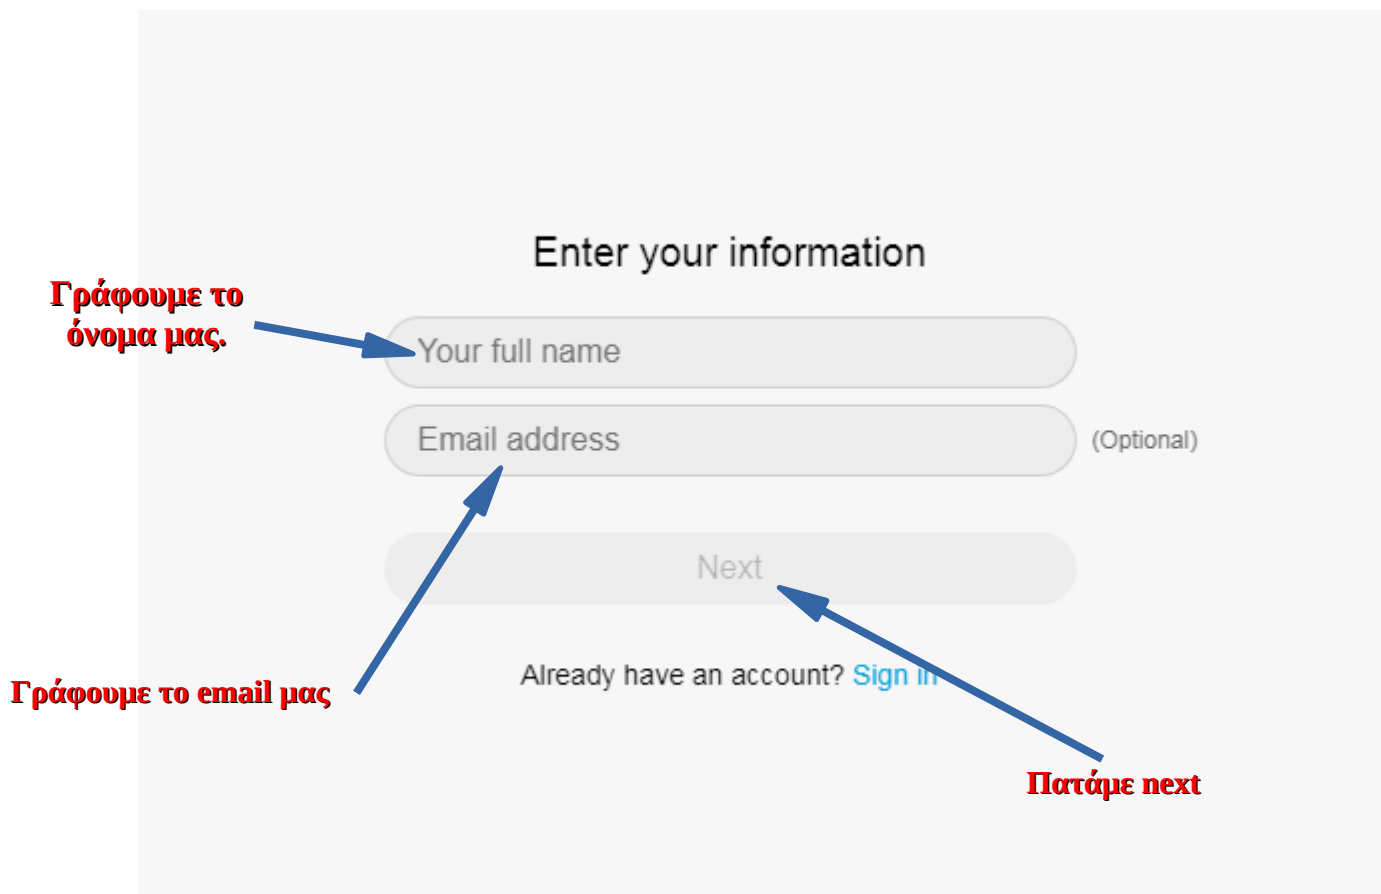 Enter your information
Γράφουμε το
όνομα μας.
Your full name
Email address
(Optional)
Next
Already have an account? Sign in
Γράφουμε το email μας
Πατάμε next